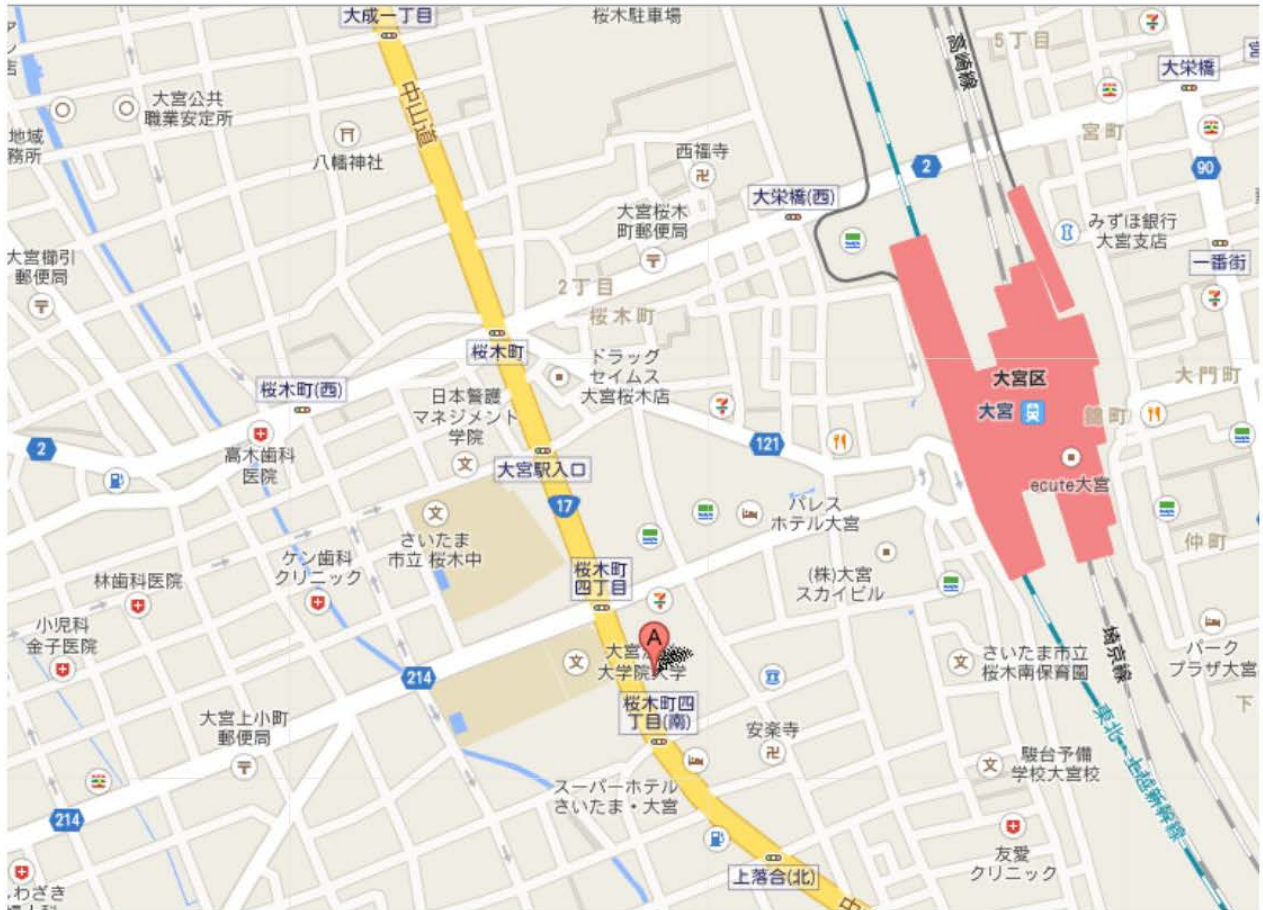 大成一丁目
桜木駐車場
5丁目
高崎線
大栄橋
大宮公共
職業安定所
中山道
地域
務所
八幡神社
宮町
西福寺
2
90
大栄橋(西)
大宮桜木
町郵便局
みずほ銀行
大宮支店
大宮櫛引
郵便局
一番街
2丁目
桜木町
桜木町
ドラッグ
セイムス
大宮桜木店
大宮区
大門町
桜木町(西)
日本警護
マネジメント
学院
大宮
錦町
2
高木歯科
医院
121
大宮駅入口
ecute大宮
17
パレス
ホテル大宮
さいたま
市立 桜木中
仲町
ケン歯科
クリニック
桜木町
四丁目
(株)大宮
スカイビル
林歯科医院
小児科
金子医院
A
大学院大学
さいたま市立
桜木南保育園
埼京線
パーク
プラザ大宮
214
桜木町四
丁目(南)
下
大宮上小町
郵便局
安楽寺
東北・上越新幹線
駿台予備
学校大宮校
スーパーホテル
さいたま・大宮
214
友愛
クリニック
上落合(北)
わざき